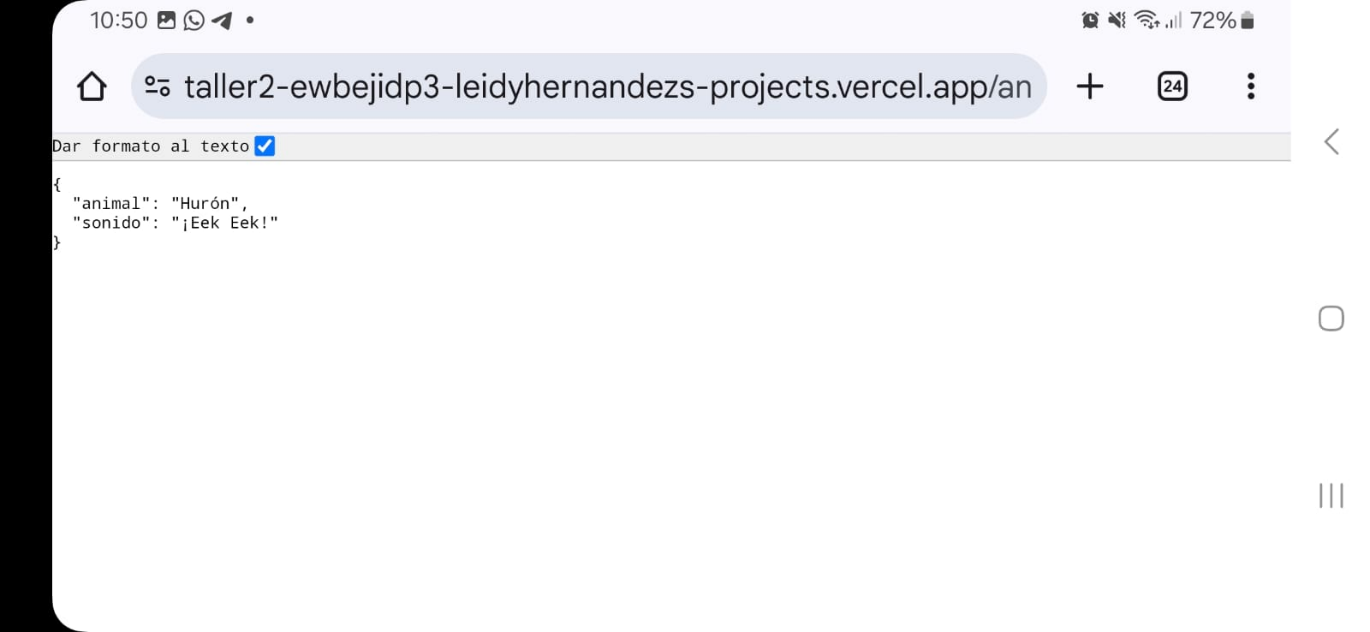 10:50
72%
taller2-ewbejidp3-leidyhernandezs-projects.vercel.app/an
24
Dar formato al texto
{
"animal": "Hurón",
"sonido": "¡Eek Eek!"
}